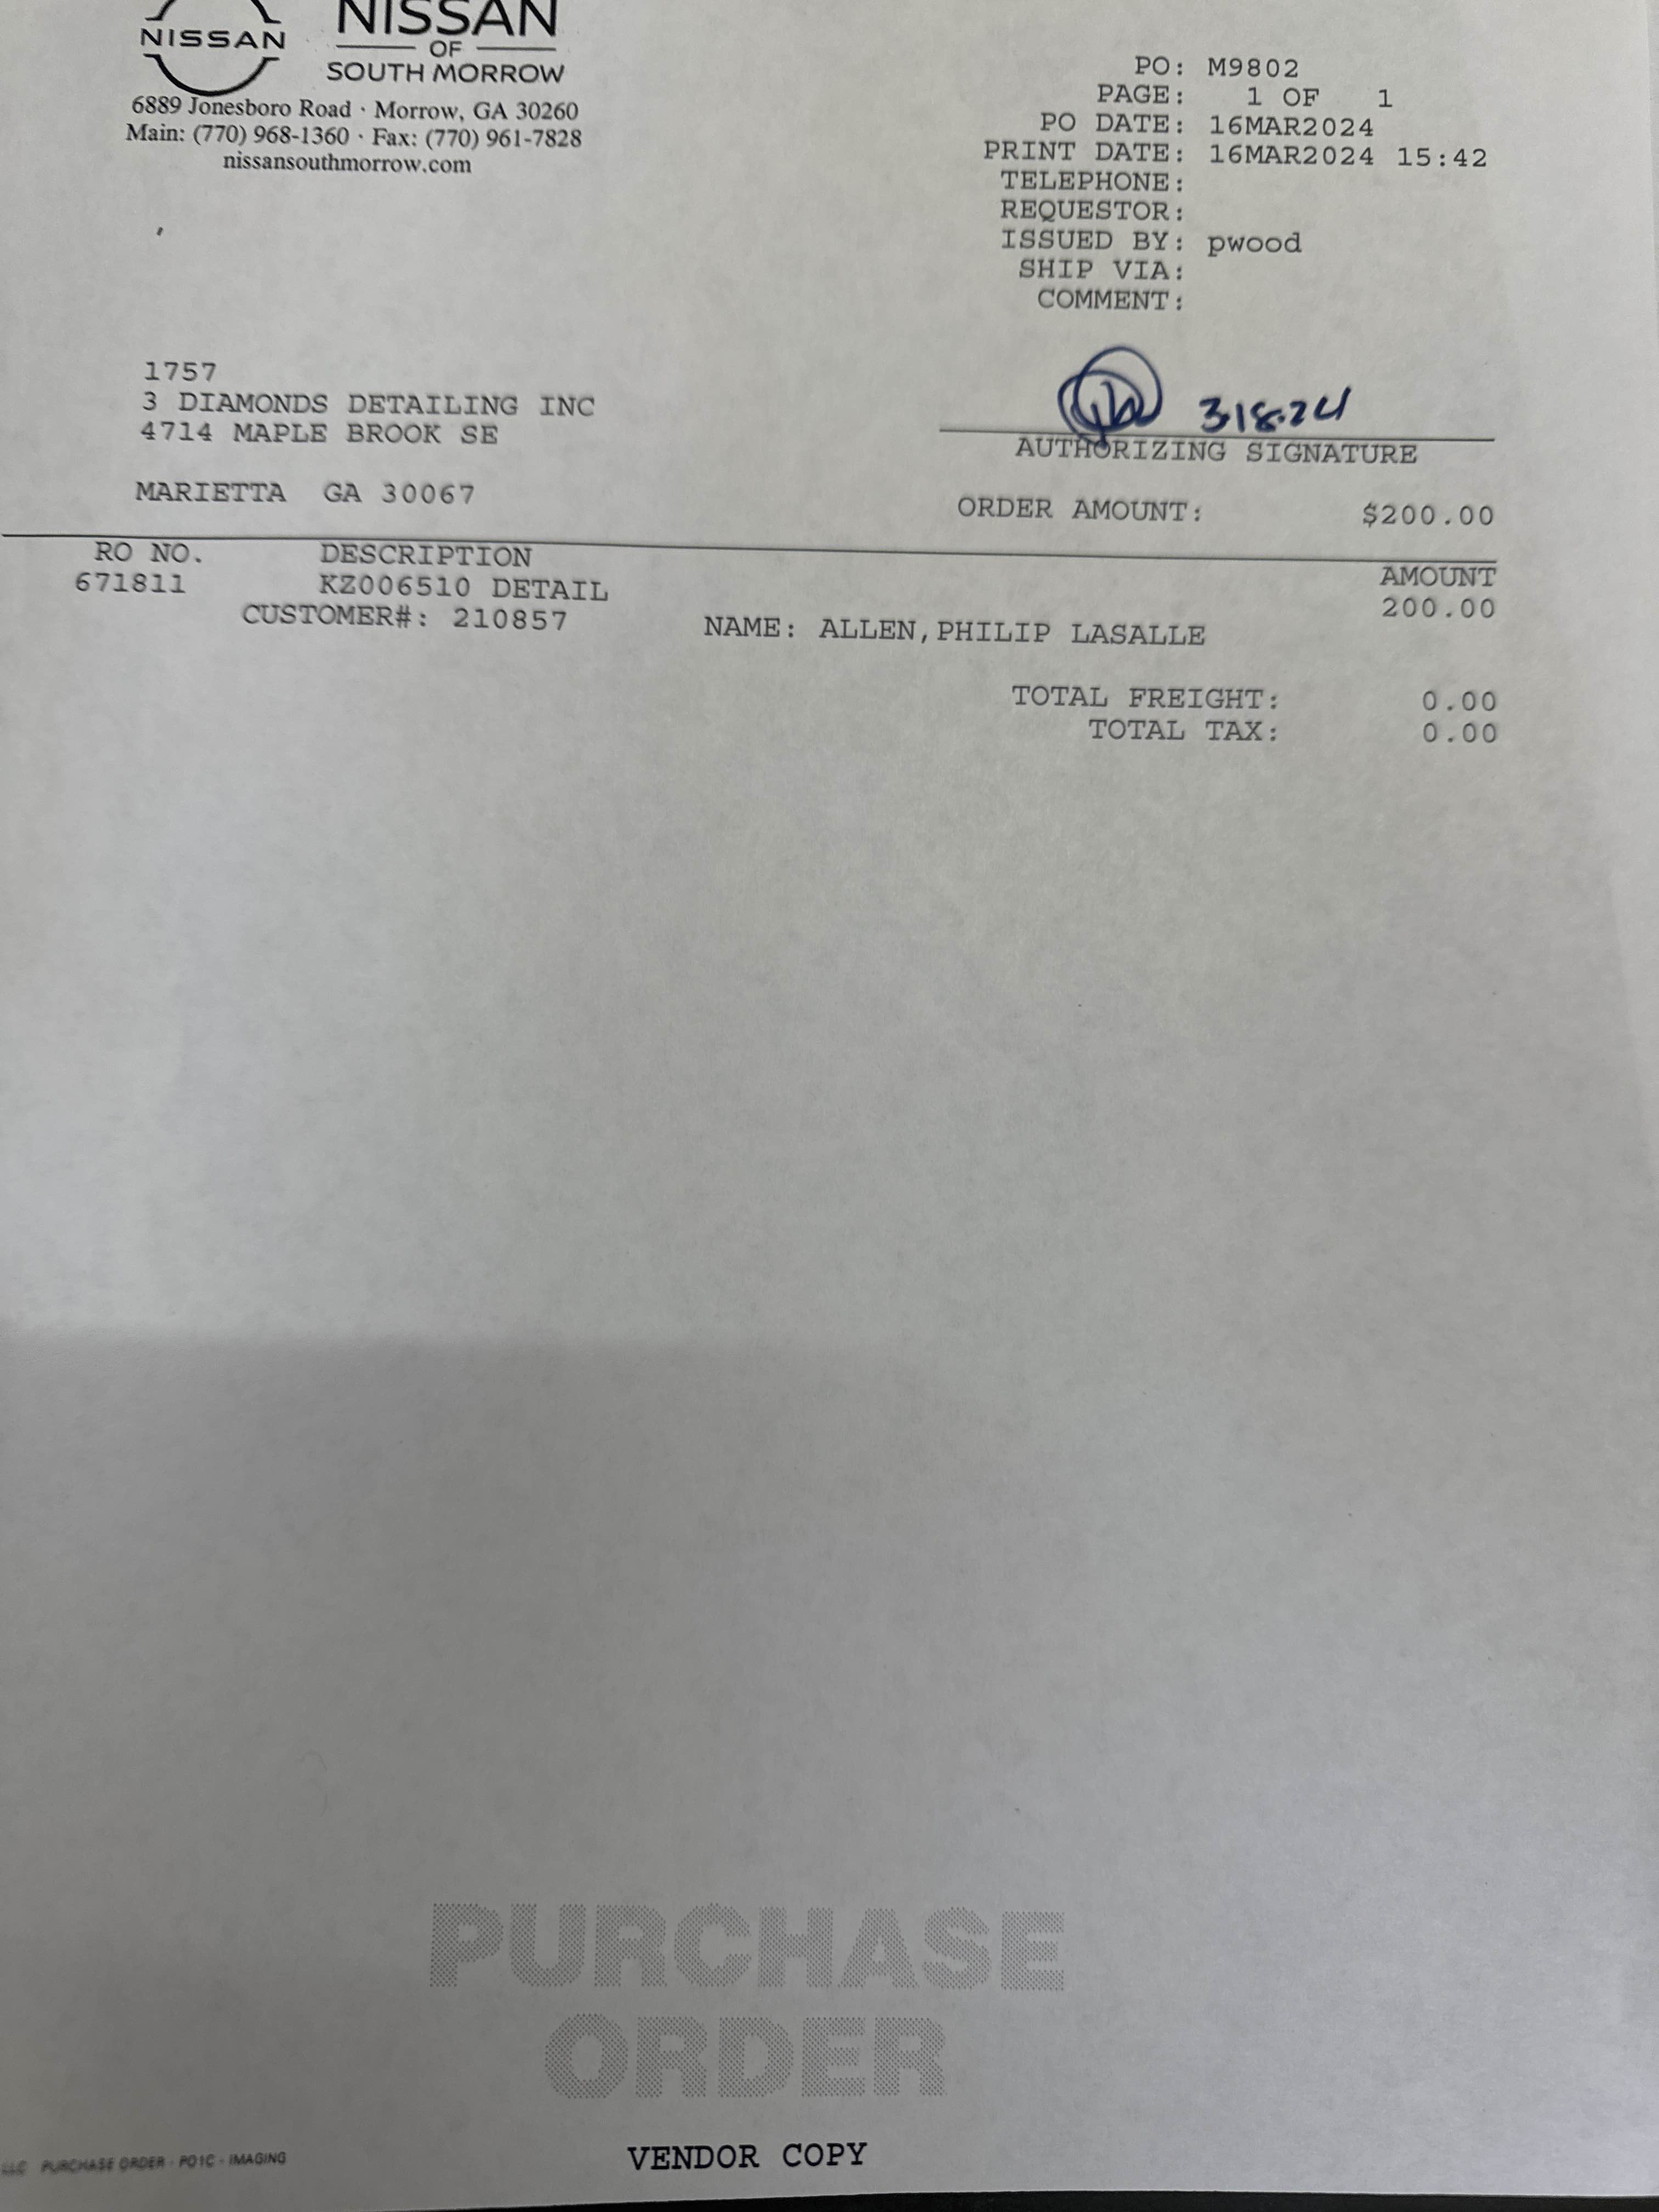 NISSAN
NISSAN
OF
SOUTH MORROW
6889 Jonesboro Road · Morrow, GA 30260
Main: (770) 968-1360 · Fax: (770) 961-7828
nissansouthmorrow.com
PO: M9802
PAGE: 1 OF 1
PO DATE: 16MAR2024
PRINT DATE: 16MAR2024 15:42
TELEPHONE:
REQUESTOR:
ISSUED BY: pwood
SHIP VIA:
COMMENT:
1757
3 DIAMONDS DETAILING INC
4714 MAPLE BROOK SE
MARIETTA GA 30067
3.18.24
AUTHORIZING SIGNATURE
ORDER AMOUNT: $200.00
RO NO. DESCRIPTION AMOUNT
671811 KZ006510 DETAIL 200.00
CUSTOMER#: 210857 NAME: ALLEN,PHILIP LASALLE
TOTAL FREIGHT: 0.00
TOTAL TAX: 0.00
PURCHASE
ORDER
LLC PURCHASE ORDER - PO1C - IMAGING
VENDOR COPY